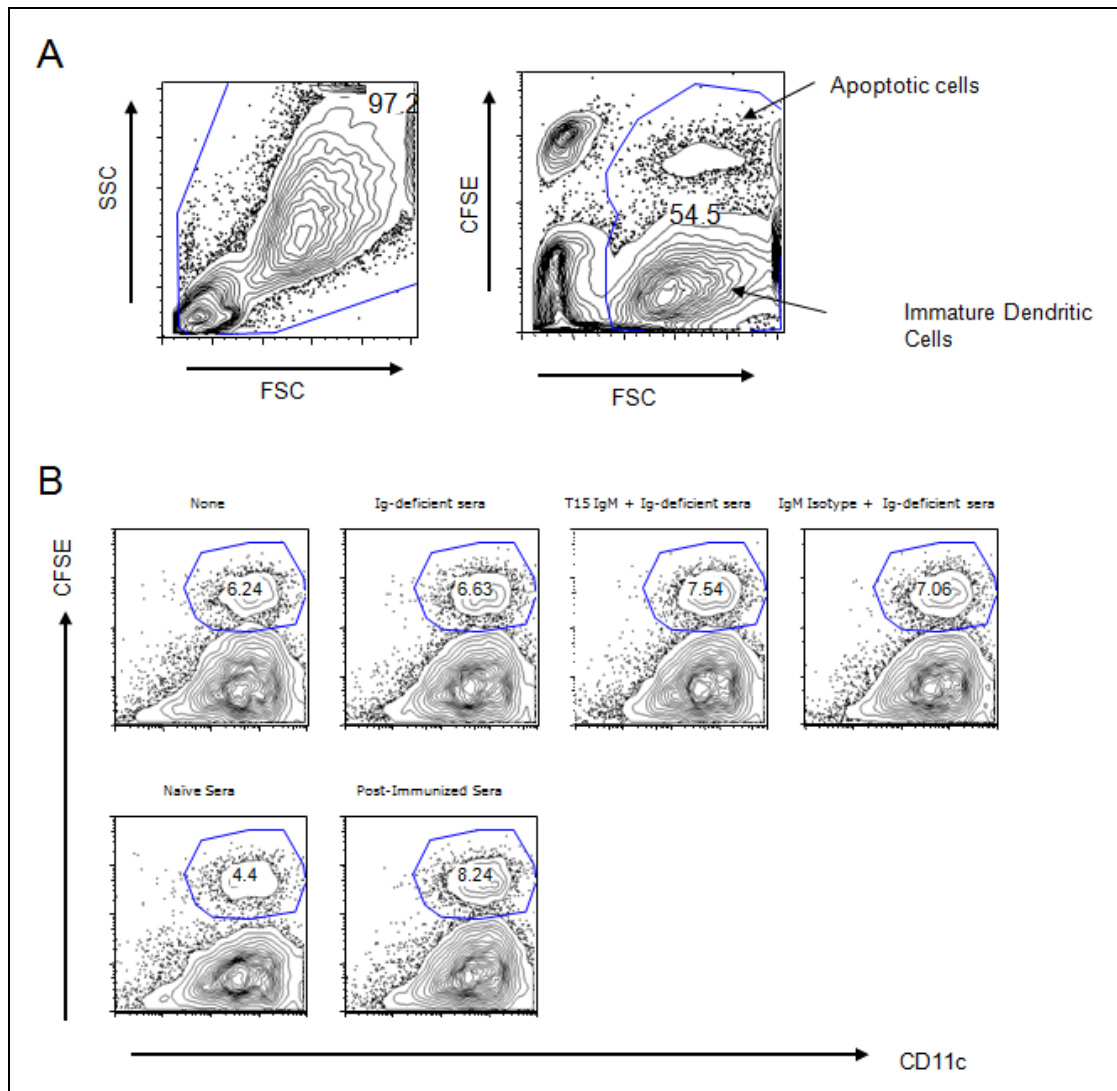 A
97.2
SSC
FSC
CFSE
54.5
FSC
Apoptotic cells
Immature Dendritic
Cells
B
CFSE
None
6.24
Ig-deficient sera
6.63
T15 IgM + Ig-deficient sera
7.54
IgM Isotype + Ig-deficient sera
7.06
Naïve Sera
4.4
Post-Immunized Sera
8.24
CD11c